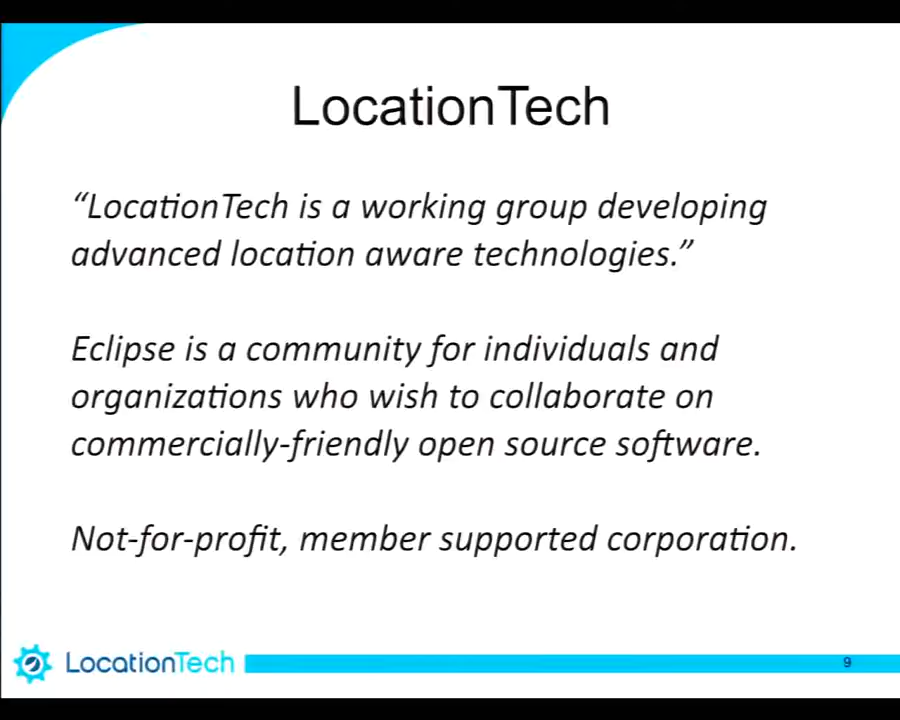 LocationTech
“LocationTech is a working group developing
advanced location aware technologies.”
Eclipse is a community for individuals and
organizations who wish to collaborate on
commercially-friendly open source software.
Not-for-profit, member supported corporation.
LocationTech
9